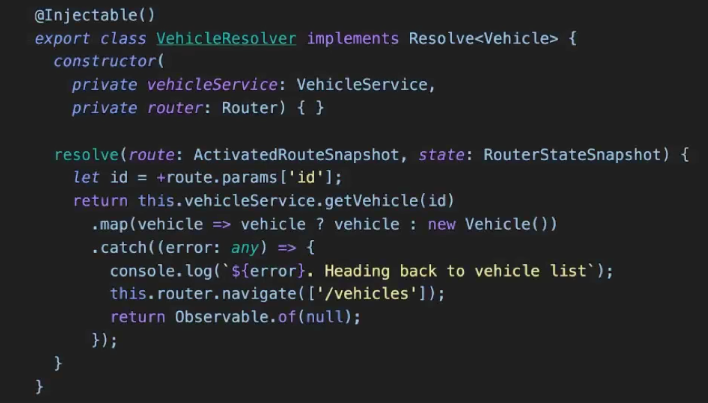 @Injectable()
export class VehicleResolver implements Resolve<Vehicle> {
constructor(
private vehicleService: VehicleService,
private router: Router) { }
resolve(route: ActivatedRouteSnapshot, state: RouterStateSnapshot) {
let id = +route.params['id'];
return this.vehicleService.getVehicle(id)
.map(vehicle => vehicle ? vehicle : new Vehicle())
.catch((error: any) => {
console.log(`${error}. Heading back to vehicle list`);
this.router.navigate(['/vehicles']);
return Observable.of(null);
});
}
}